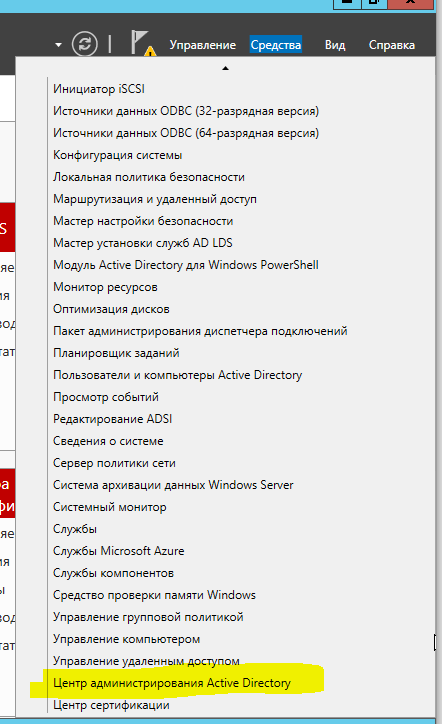 Управление Средства Вид Справка
Инициатор iSCSI
Источники данных ODBC (32-разрядная версия)
Источники данных ODBC (64-разрядная версия)
Конфигурация системы
Локальная политика безопасности
Маршрутизация и удаленный доступ
Мастер настройки безопасности
Мастер установки служб AD LDS
Модуль Active Directory для Windows PowerShell
Монитор ресурсов
Оптимизация дисков
Пакет администрирования диспетчера подключений
Планировщик заданий
Пользователи и компьютеры Active Directory
Просмотр событий
Редактирование ADSI
Сведения о системе
Сервер политики сети
Система архивации данных Windows Server
Системный монитор
Службы
Службы Microsoft Azure
Службы компонентов
Средство проверки памяти Windows
Управление групповой политикой
Управление компьютером
Управление удаленным доступом
Центр администрирования Active Directory
Центр сертификации